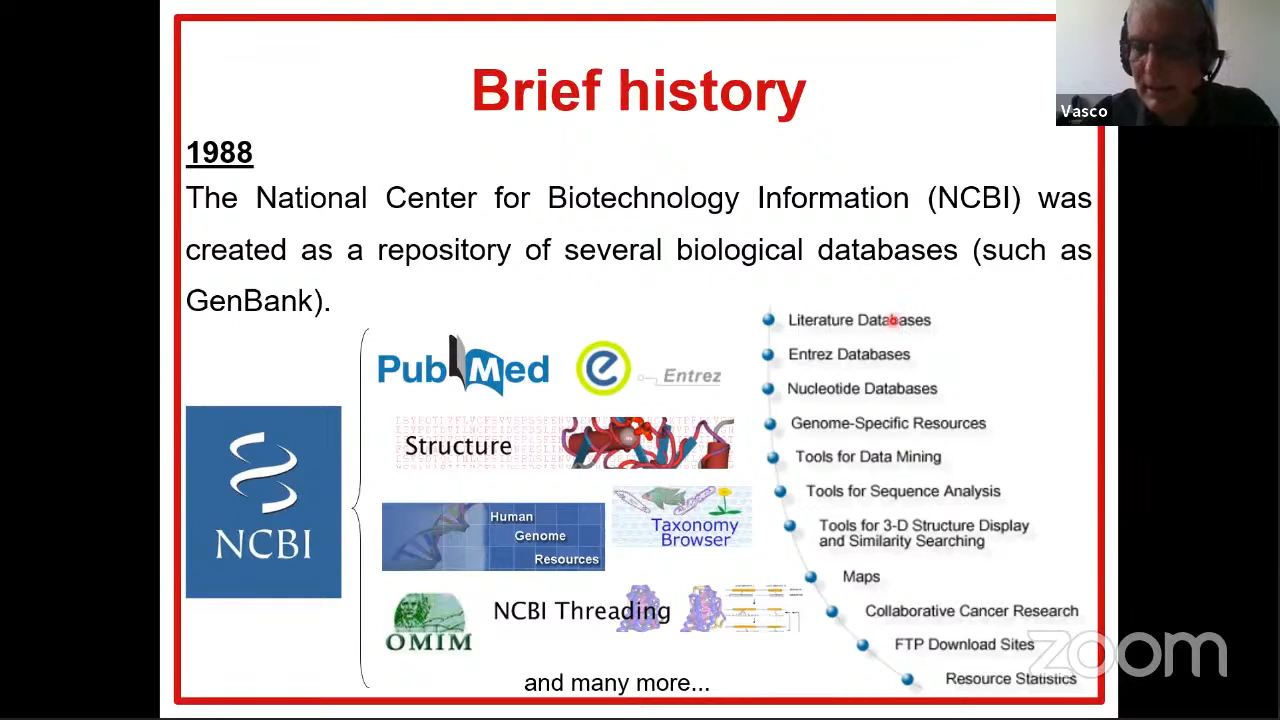 Brief history
Vasco
1988
The National Center for Biotechnology Information (NCBI) was
created as a repository of several biological databases (such as
GenBank).
PubMed
e
Entrez
Structure
Human
Genome
Resources
Taxonomy
Browser
OMIM
NCBI Threading
NCBI
and many more...
Literature Databases
Entrez Databases
Nucleotide Databases
Genome-Specific Resources
Tools for Data Mining
Tools for Sequence Analysis
Tools for 3-D Structure Display
and Similarity Searching
Maps
Collaborative Cancer Research
FTP Download Sites
Resource Statistics
zoom